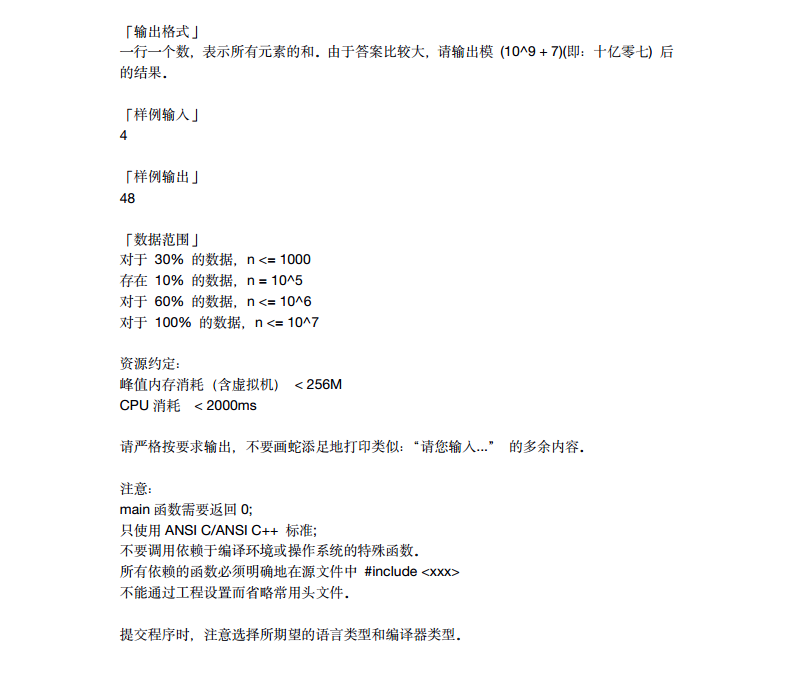 「输出格式」
一行一个数，表示所有元素的和。由于答案比较大，请输出模 (10^9 + 7)(即：十亿零七) 后
的结果。
「样例输入」
4
「样例输出」
48
「数据范围」
对于 30% 的数据，n <= 1000
存在 10% 的数据，n = 10^5
对于 60% 的数据，n <= 10^6
对于 100% 的数据，n <= 10^7
资源约定：
峰值内存消耗（含虚拟机） < 256M
CPU 消耗 < 2000ms
请严格按要求输出，不要画蛇添足地打印类似：“请您输入...” 的多余内容。
注意：
main 函数需要返回 0;
只使用 ANSI C/ANSI C++ 标准;
不要调用依赖于编译环境或操作系统的特殊函数。
所有依赖的函数必须明确地在源文件中 #include <xxx>
不能通过工程设置而省略常用头文件。
提交程序时，注意选择所期望的语言类型和编译器类型。